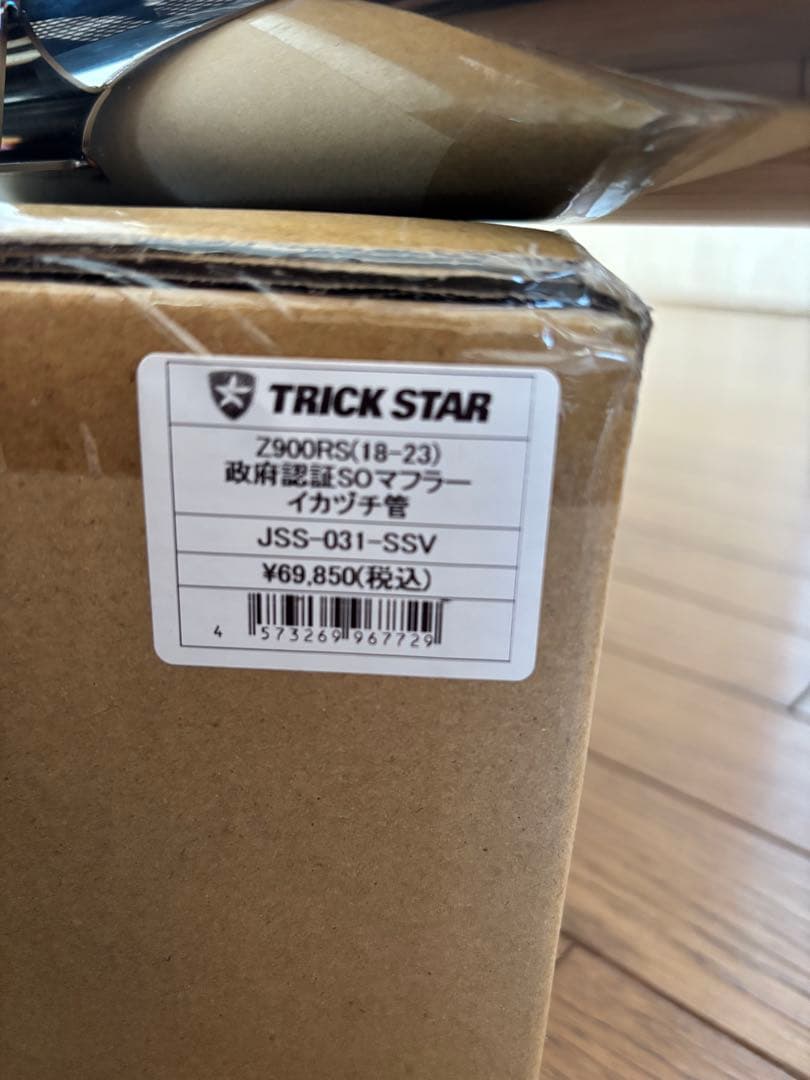 TRICK STAR
Z900RS(18-23)
政府認証SOマフラー
イカヅチ管
JSS-031-SSV
¥69,850(税込)
4 573269 967729